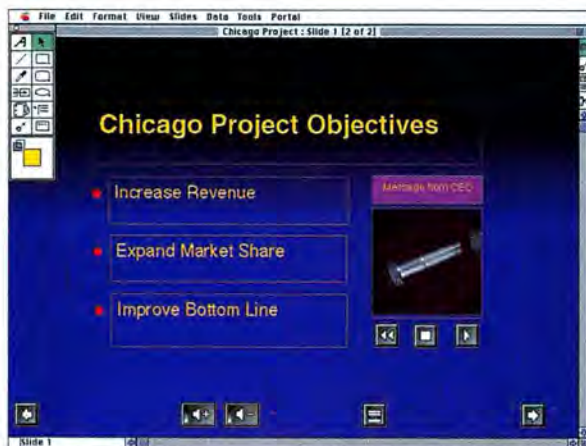 File Edit Format View Slides Data Tools Portal
Chicago Project : Slide 1 [2 of 2]
A
Chicago Project Objectives
Increase Revenue
Message from CEO
Expand Market Share
Improve Bottom Line
+ -
Slide 1